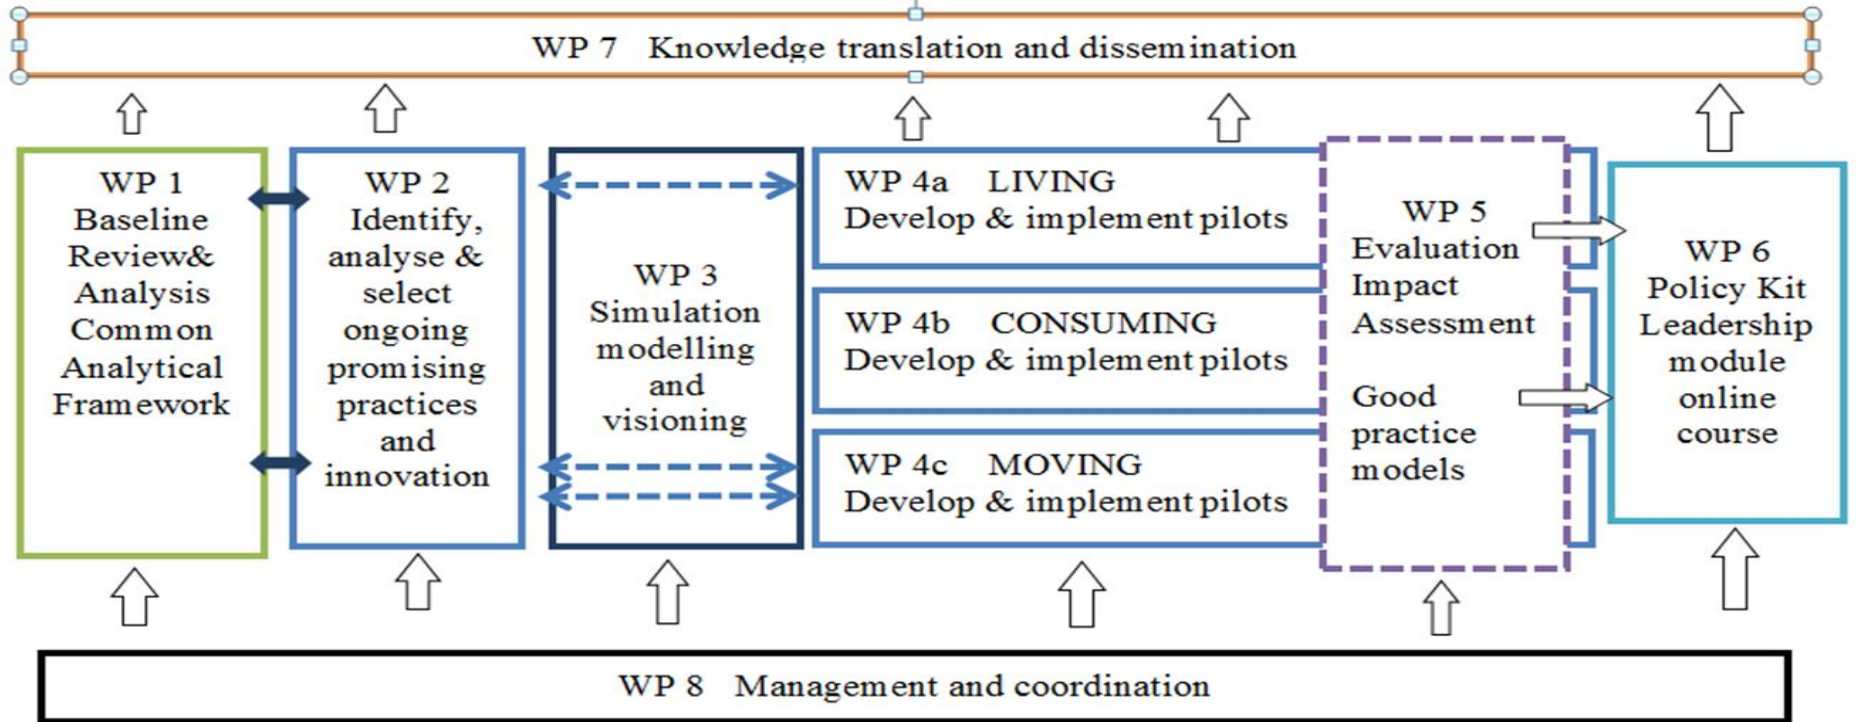 WP 7 Knowledge translation and dissemination
WP 1
Baseline
Review&
Analysis
Common
Analytical
Framework
WP 2
Identify,
analyse &
select
ongoing
promising
practices
and
innovation
WP 3
Simulation
modelling
and
visioning
WP 4a LIVING
Develop & implement pilots
WP 4b CONSUMING
Develop & implement pilots
WP 4c MOVING
Develop & implement pilots
WP 5
Evaluation
Impact
Assessment
Good
practice
models
WP 6
Policy Kit
Leadership
module
online
course
WP 8 Management and coordination